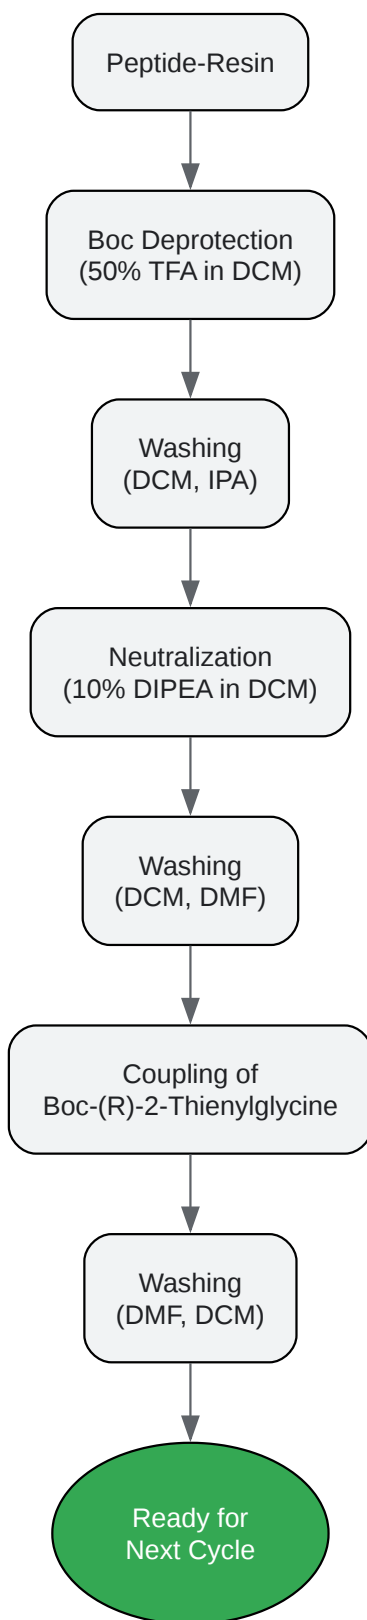 Peptide-Resin
Boc Deprotection
(50% TFA in DCM)
Washing
(DCM, IPA)
Neutralization
(10% DIPEA in DCM)
Washing
(DCM, DMF)
Coupling of
Boc-(R)-2-Thienylglycine
Washing
(DMF, DCM)
Ready for
Next Cycle